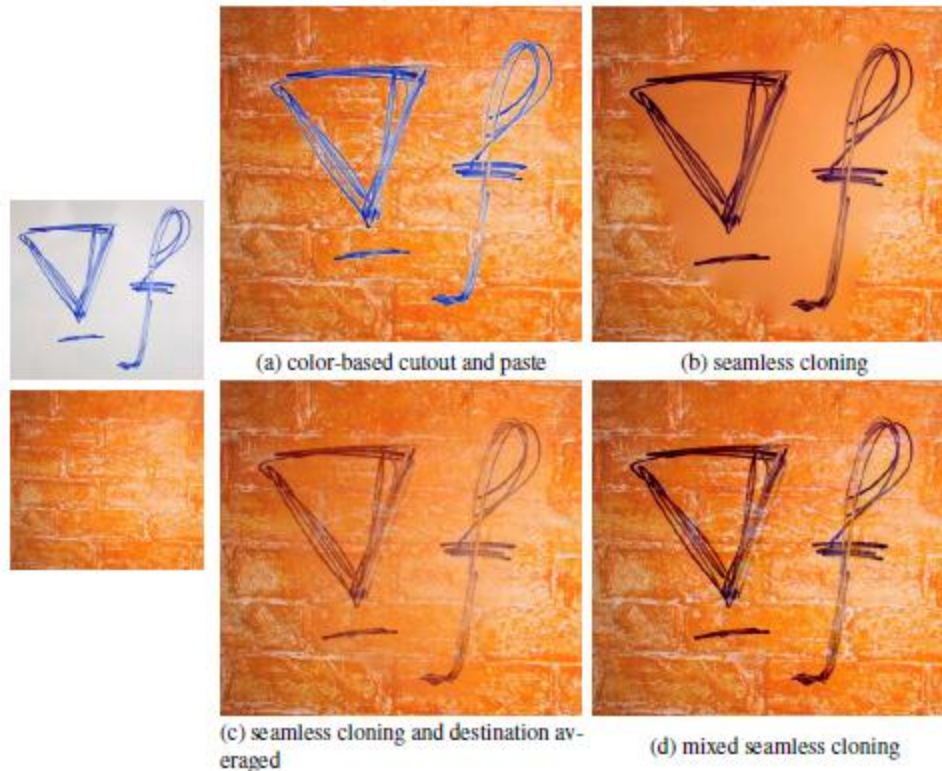 ∇f
(a) color-based cutout and paste
(b) seamless cloning
∇f
∇f
(c) seamless cloning and destination av-
eraged
(d) mixed seamless cloning
∇f
∇f